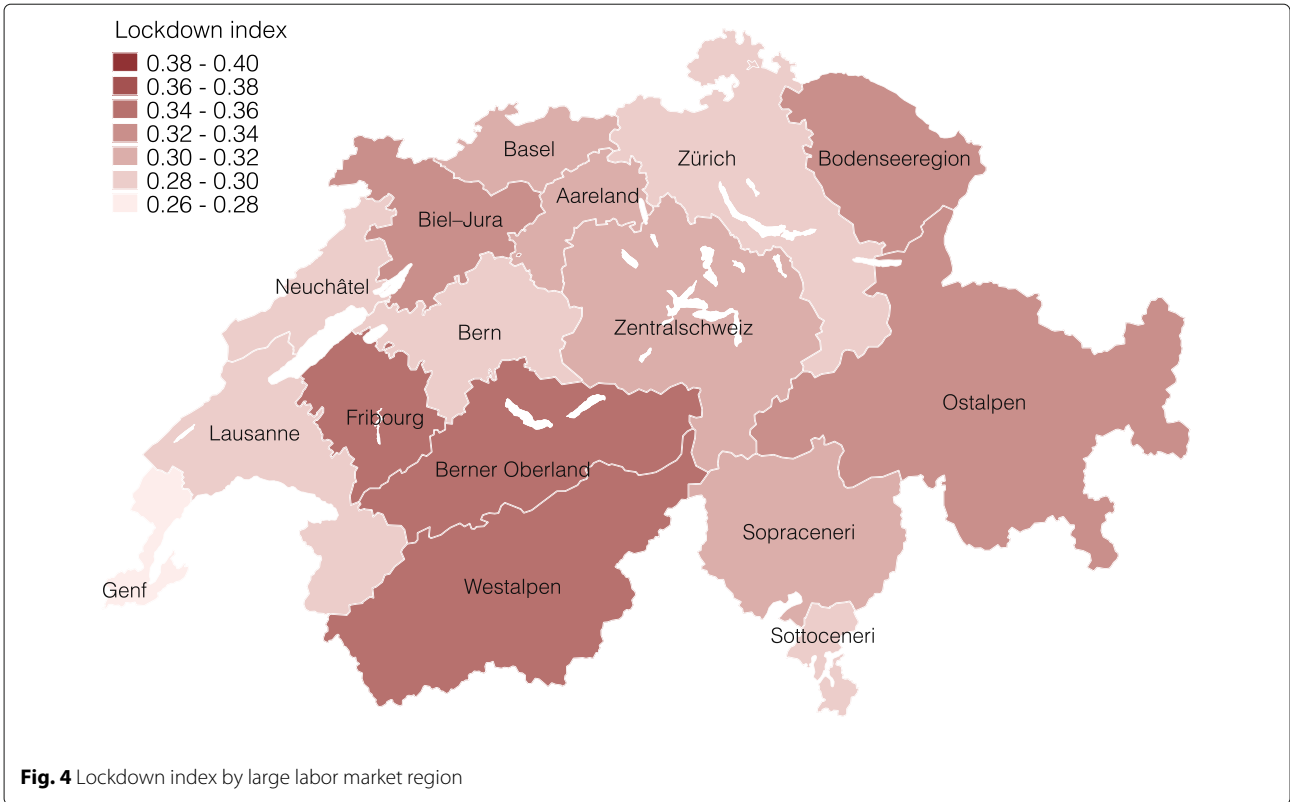 Lockdown index
0.38 - 0.40
0.36 - 0.38
0.34 - 0.36
0.32 - 0.34
0.30 - 0.32
0.28 - 0.30
0.26 - 0.28
Basel
Zürich
Bodenseeregion
Aareland
Biel–Jura
Neuchâtel
Bern
Zentralschweiz
Ostalpen
Fribourg
Lausanne
Berner Oberland
Sopraceneri
Westalpen
Genf
Sottoceneri
Fig. 4 Lockdown index by large labor market region